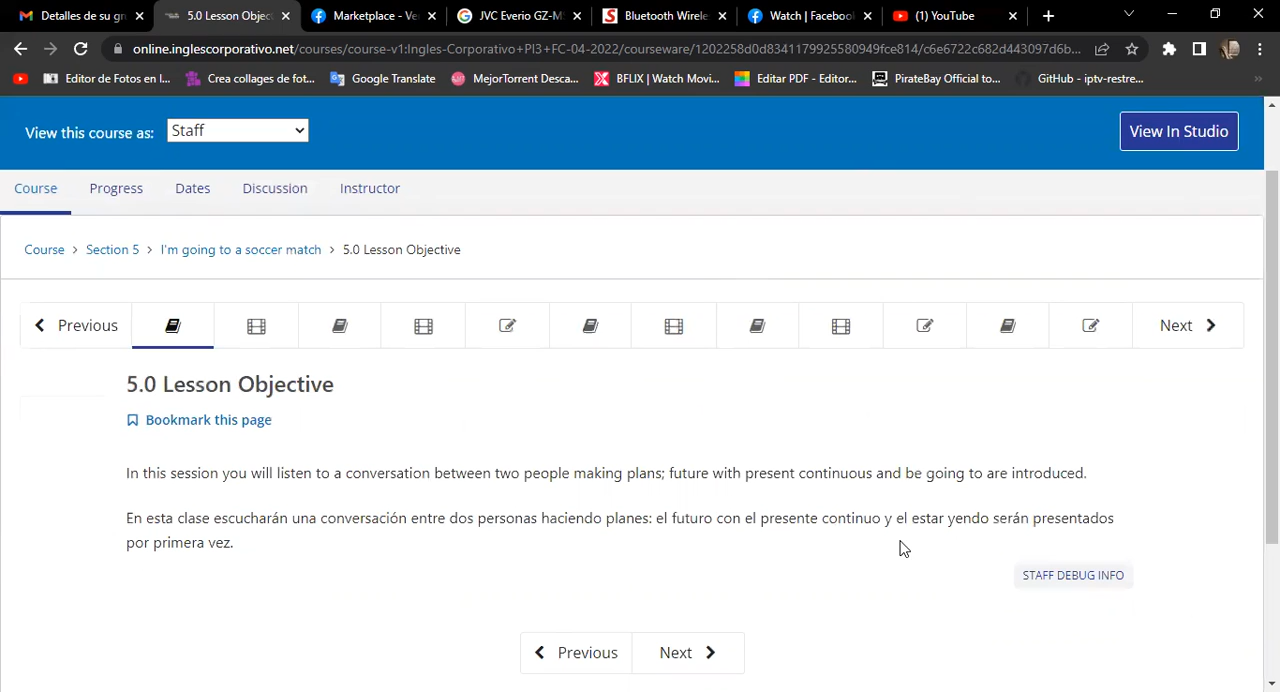 Detalles de su gr
5.0 Lesson Objec
Marketplace - Ve
JVC Everio GZ-M
Bluetooth Wirele
Watch | Facebook
(1) YouTube
online.inglescorporativo.net/courses/course-v1:Ingles-Corporativo+PI3+FC-04-2022/courseware/1202258d0d8341179925580949fce814/c6e6722c682d443097d6b...
Editor de Fotos en l...
Crea collages de fot...
Google Translate
MejorTorrent Desca...
BFLIX | Watch Movi...
Editar PDF - Editor...
PirateBay Official to...
GitHub - iptv-restre...
View this course as: Staff
View In Studio
Course Progress Dates Discussion Instructor
Course > Section 5 > I'm going to a soccer match > 5.0 Lesson Objective
Previous
Next
5.0 Lesson Objective
Bookmark this page
In this session you will listen to a conversation between two people making plans; future with present continuous and be going to are introduced.
En esta clase escucharán una conversación entre dos personas haciendo planes: el futuro con el presente continuo y el estar yendo serán presentados
por primera vez.
STAFF DEBUG INFO
Previous
Next